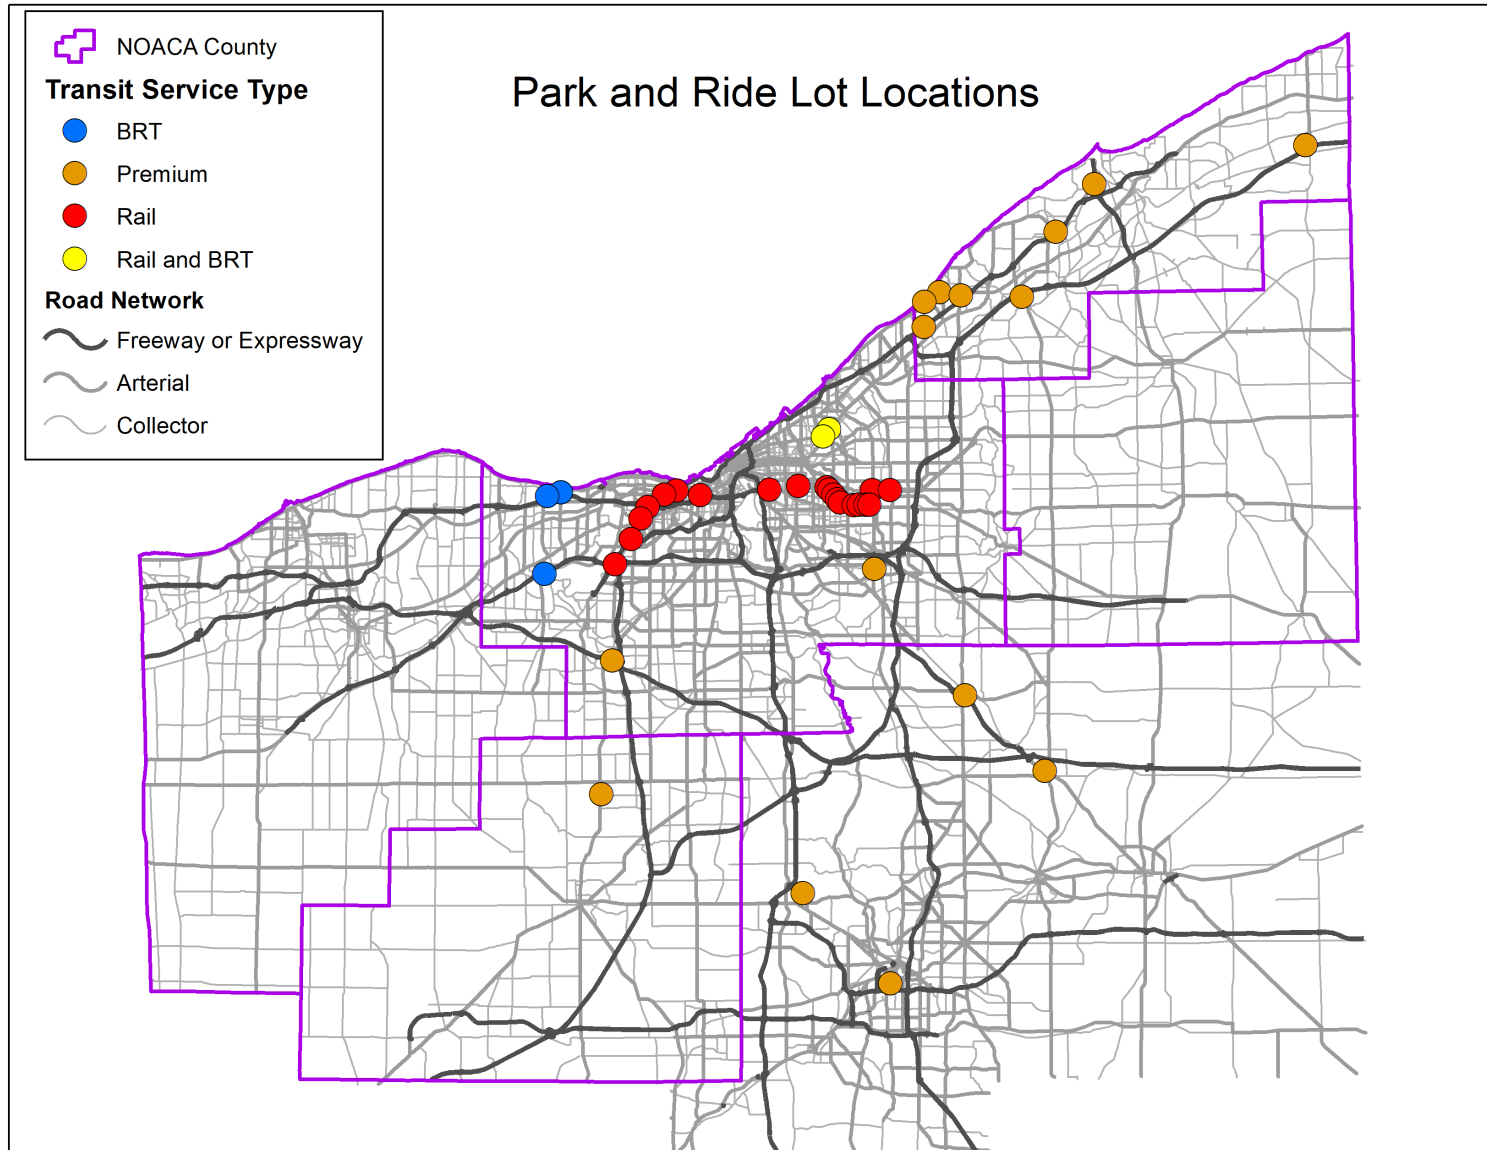 Park and Ride Lot Locations
NOACA County
Transit Service Type
BRT
Premium
Rail
Rail and BRT
Road Network
Freeway or Expressway
Arterial
Collector